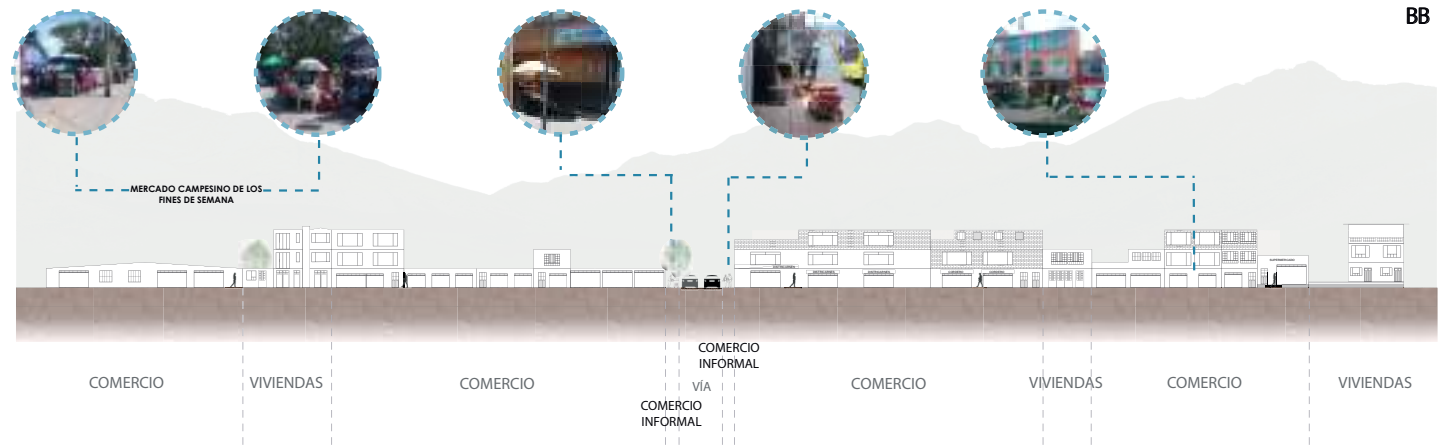 BB
MERCADO CAMPESINO DE LOS
FINES DE SEMANA
SUPERMERCADO
COMERCIO
VIVIENDAS
COMERCIO
COMERCIO
INFORMAL
VÍA
COMERCIO
INFORMAL
COMERCIO
VIVIENDAS
COMERCIO
VIVIENDAS